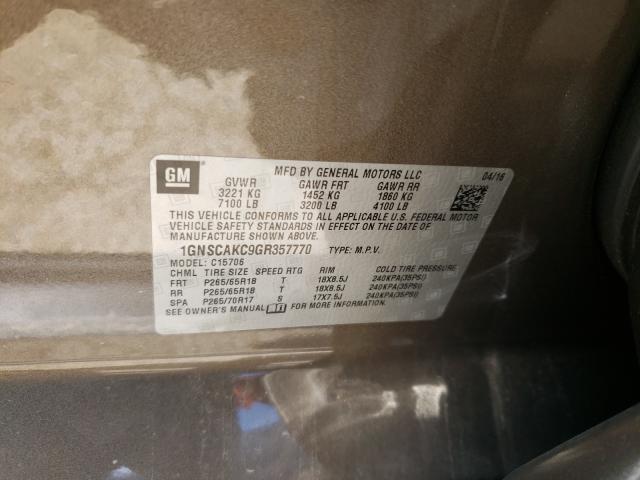 GM
MFD BY GENERAL MOTORS LLC 04/16
GVWR GAWR FRT GAWR RR
3221 KG 1452 KG 1860 KG
7100 LB 3200 LB 4100 LB
THIS VEHICLE CONFORMS TO ALL APPLICABLE U.S. FEDERAL MOTOR
VEHICLE SAFETY STANDARDS IN EFFECT ON THE DATE OF
MANUFACTURE SHOWN ABOVE.
1GNSCAKC9GR357770 TYPE: M.P.V.
MODEL: C15706
CHML TIRE SIZE SPEED RTG RIM COLD TIRE PRESSURE
FRT P265/65R18 T 18X8.5J 240KPA(35PSI)
RR P265/65R18 T 18X8.5J 240KPA(35PSI)
SPA P265/70R17 S 17X7.5J 240KPA(35PSI)
SEE OWNER'S MANUAL FOR MORE INFORMATION.